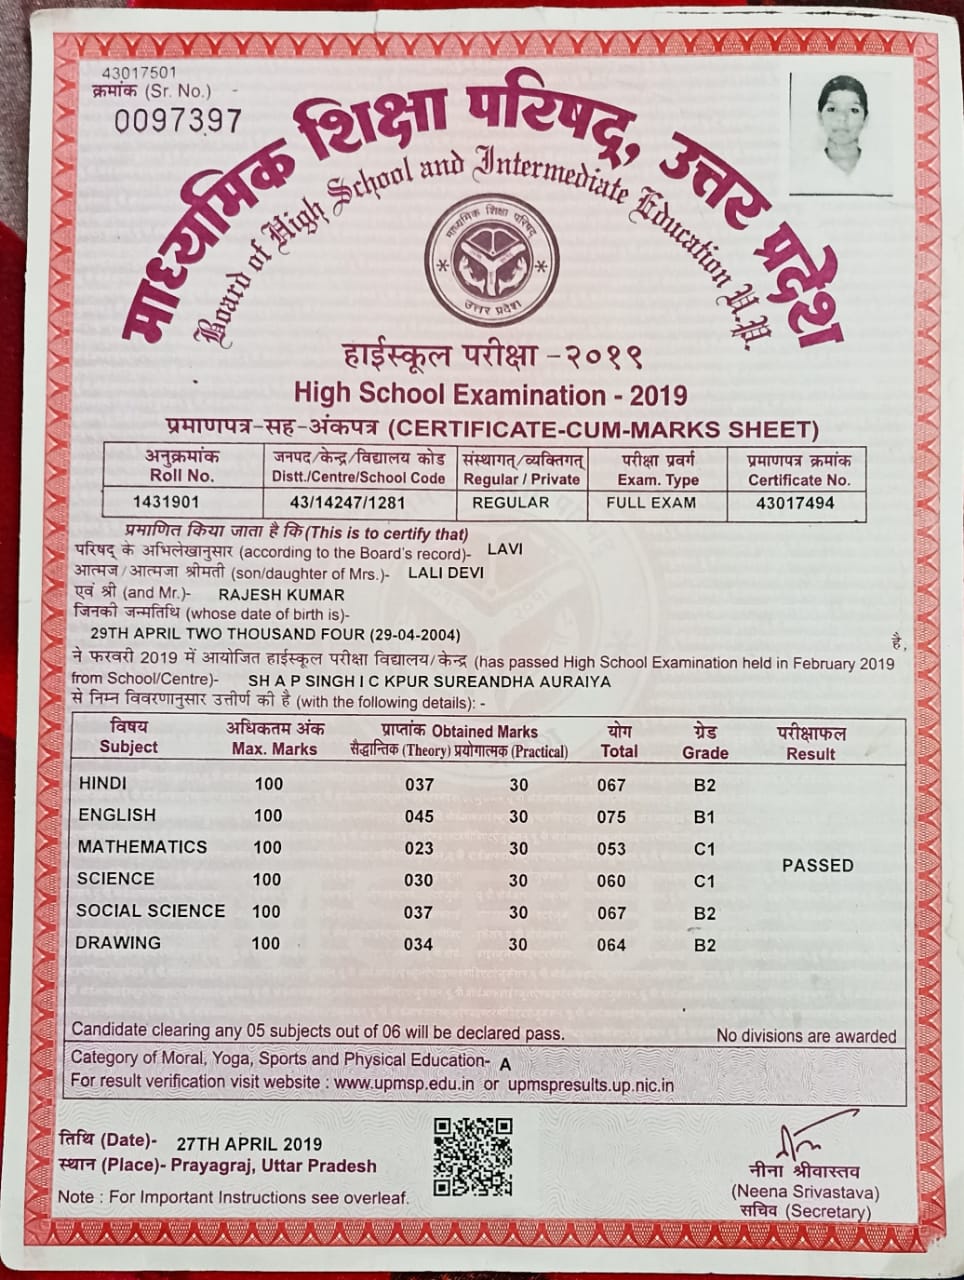 43017501
क्रमांक (Sr. No.) -
0097397
माध्यमिक शिक्षा परिषद्, उत्तर प्रदेश
Board of High School and Intermediate Education U.P.
माध्यमिक शिक्षा परिषद
उत्तर प्रदेश
हाईस्कूल परीक्षा -२०१९
High School Examination - 2019
प्रमाणपत्र-सह-अंकपत्र (CERTIFICATE-CUM-MARKS SHEET)
अनुक्रमांक जनपद/केन्द्र/विद्यालय कोड संस्थागत/व्यक्तिगत परीक्षा प्रवर्ग प्रमाणपत्र क्रमांक
Roll No. Distt./Centre/School Code Regular / Private Exam. Type Certificate No.
1431901 43/14247/1281 REGULAR FULL EXAM 43017494
प्रमाणित किया जाता है कि (This is to certify that)
परिषद् के अभिलेखानुसार (according to the Board's record)- LAVI
आत्मज/आत्मजा श्रीमती (son/daughter of Mrs.)- LALI DEVI
एवं श्री (and Mr.)- RAJESH KUMAR
जिनकी जन्मतिथि (whose date of birth is)-
29TH APRIL TWO THOUSAND FOUR (29-04-2004) है,
ने फरवरी 2019 में आयोजित हाईस्कूल परीक्षा विद्यालय/केन्द्र (has passed High School Examination held in February 2019
from School/Centre)- SH A P SINGH I C KPUR SUREANDHA AURAIYA
से निम्न विवरणानुसार उत्तीर्ण की है (with the following details): -
विषय अधिकतम अंक प्राप्तांक Obtained Marks योग ग्रेड परीक्षाफल
Subject Max. Marks सैद्धान्तिक (Theory) प्रयोगात्मक (Practical) Total Grade Result
HINDI 100 037 30 067 B2
ENGLISH 100 045 30 075 B1
MATHEMATICS 100 023 30 053 C1
PASSED
SCIENCE 100 030 30 060 C1
SOCIAL SCIENCE 100 037 30 067 B2
DRAWING 100 034 30 064 B2
Candidate clearing any 05 subjects out of 06 will be declared pass. No divisions are awarded
Category of Moral, Yoga, Sports and Physical Education- A
For result verification visit website : www.upmsp.edu.in or upmspresults.up.nic.in
तिथि (Date)- 27TH APRIL 2019
स्थान (Place)- Prayagraj, Uttar Pradesh
Note : For Important Instructions see overleaf.
नीना श्रीवास्तव
(Neena Srivastava)
सचिव (Secretary)